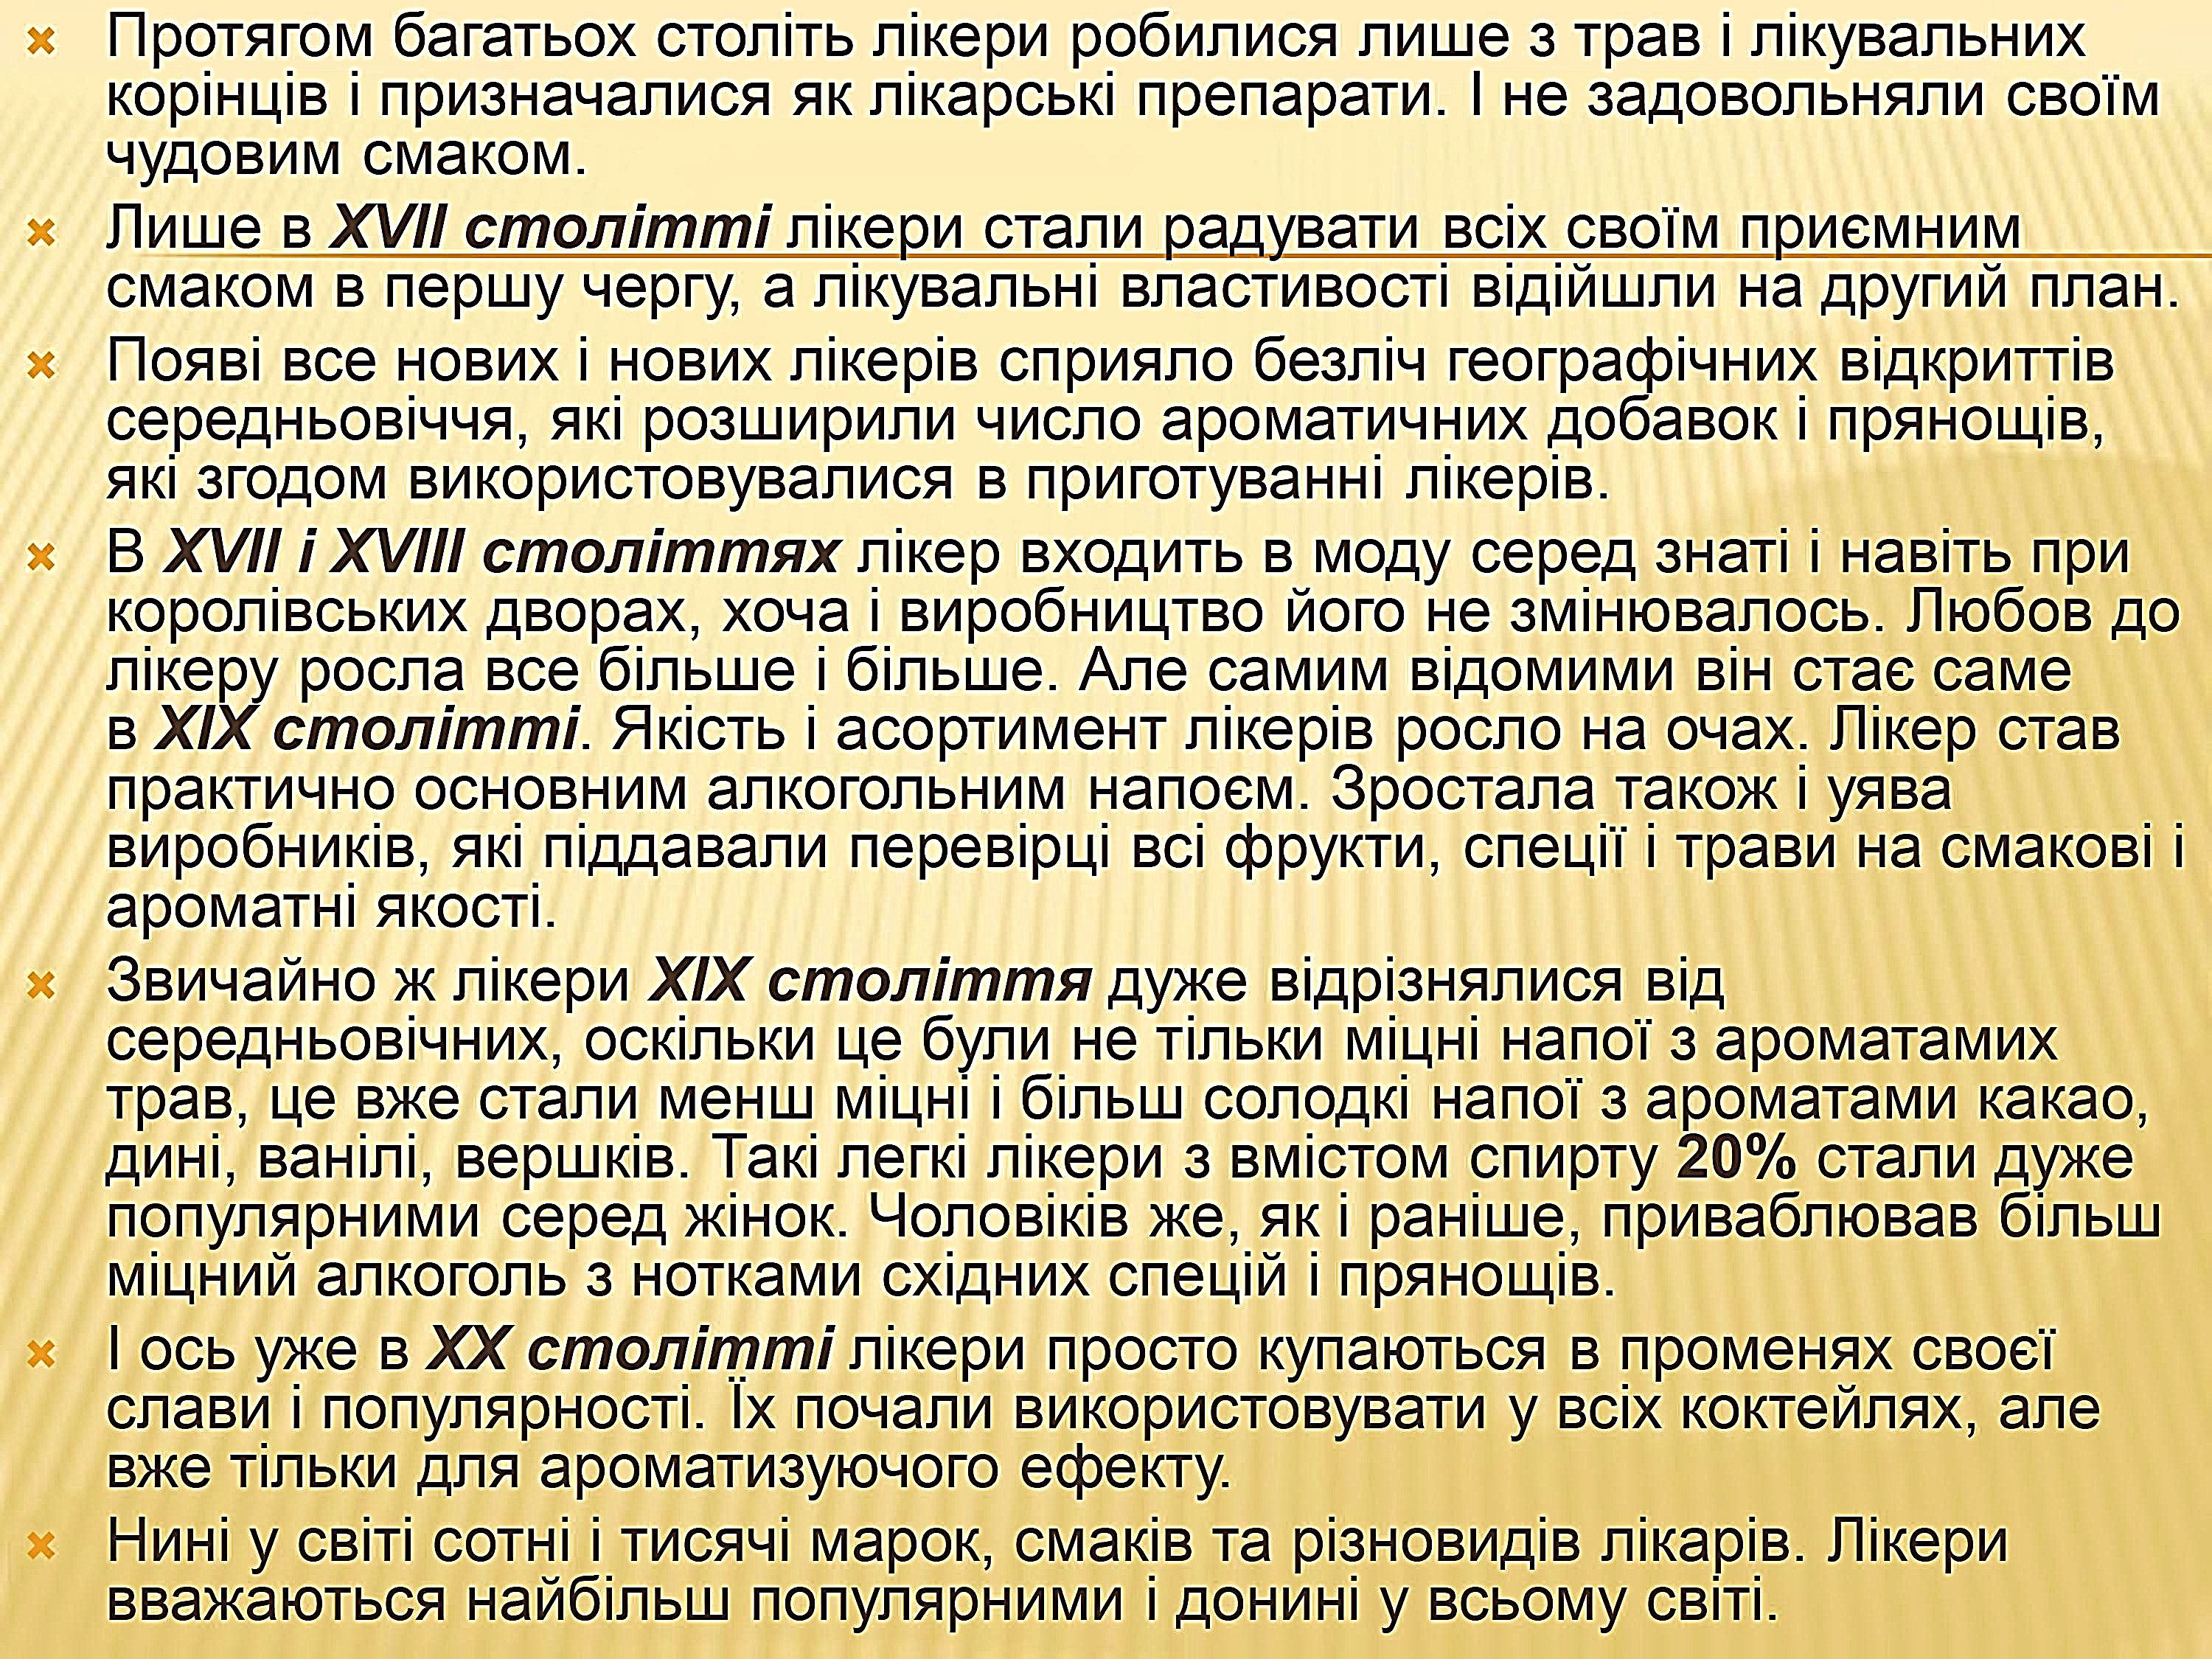 Протягом багатьох століть лікери робилися лише з трав і лікувальних
корінців і призначалися як лікарські препарати. І не задовольняли своїм
чудовим смаком.
Лише в XVII столітті лікери стали радувати всіх своїм приємним
смаком в першу чергу, а лікувальні властивості відійшли на другий план.
Появі все нових і нових лікерів сприяло безліч географічних відкриттів
середньовіччя, які розширили число ароматичних добавок і прянощів,
які згодом використовувалися в приготуванні лікерів.
В XVII і XVIII століттях лікер входить в моду серед знаті і навіть при
королівських дворах, хоча і виробництво його не змінювалось. Любов до
лікеру росла все більше і більше. Але самим відомими він стає саме
в XIX столітті. Якість і асортимент лікерів росло на очах. Лікер став
практично основним алкогольним напоєм. Зростала також і уява
виробників, які піддавали перевірці всі фрукти, спеції і трави на смакові і
ароматні якості.
Звичайно ж лікери XIX століття дуже відрізнялися від
середньовічних, оскільки це були не тільки міцні напої з ароматамих
трав, це вже стали менш міцні і більш солодкі напої з ароматами какао,
дині, ванілі, вершків. Такі легкі лікери з вмістом спирту 20% стали дуже
популярними серед жінок. Чоловіків же, як і раніше, приваблював більш
міцний алкоголь з нотками східних спецій і прянощів.
І ось уже в XX столітті лікери просто купаються в променях своєї
слави і популярності. Їх почали використовувати у всіх коктейлях, але
вже тільки для ароматизуючого ефекту.
Нині у світі сотні і тисячі марок, смаків та різновидів лікарів. Лікери
вважаються найбільш популярними і донині у всьому світі.